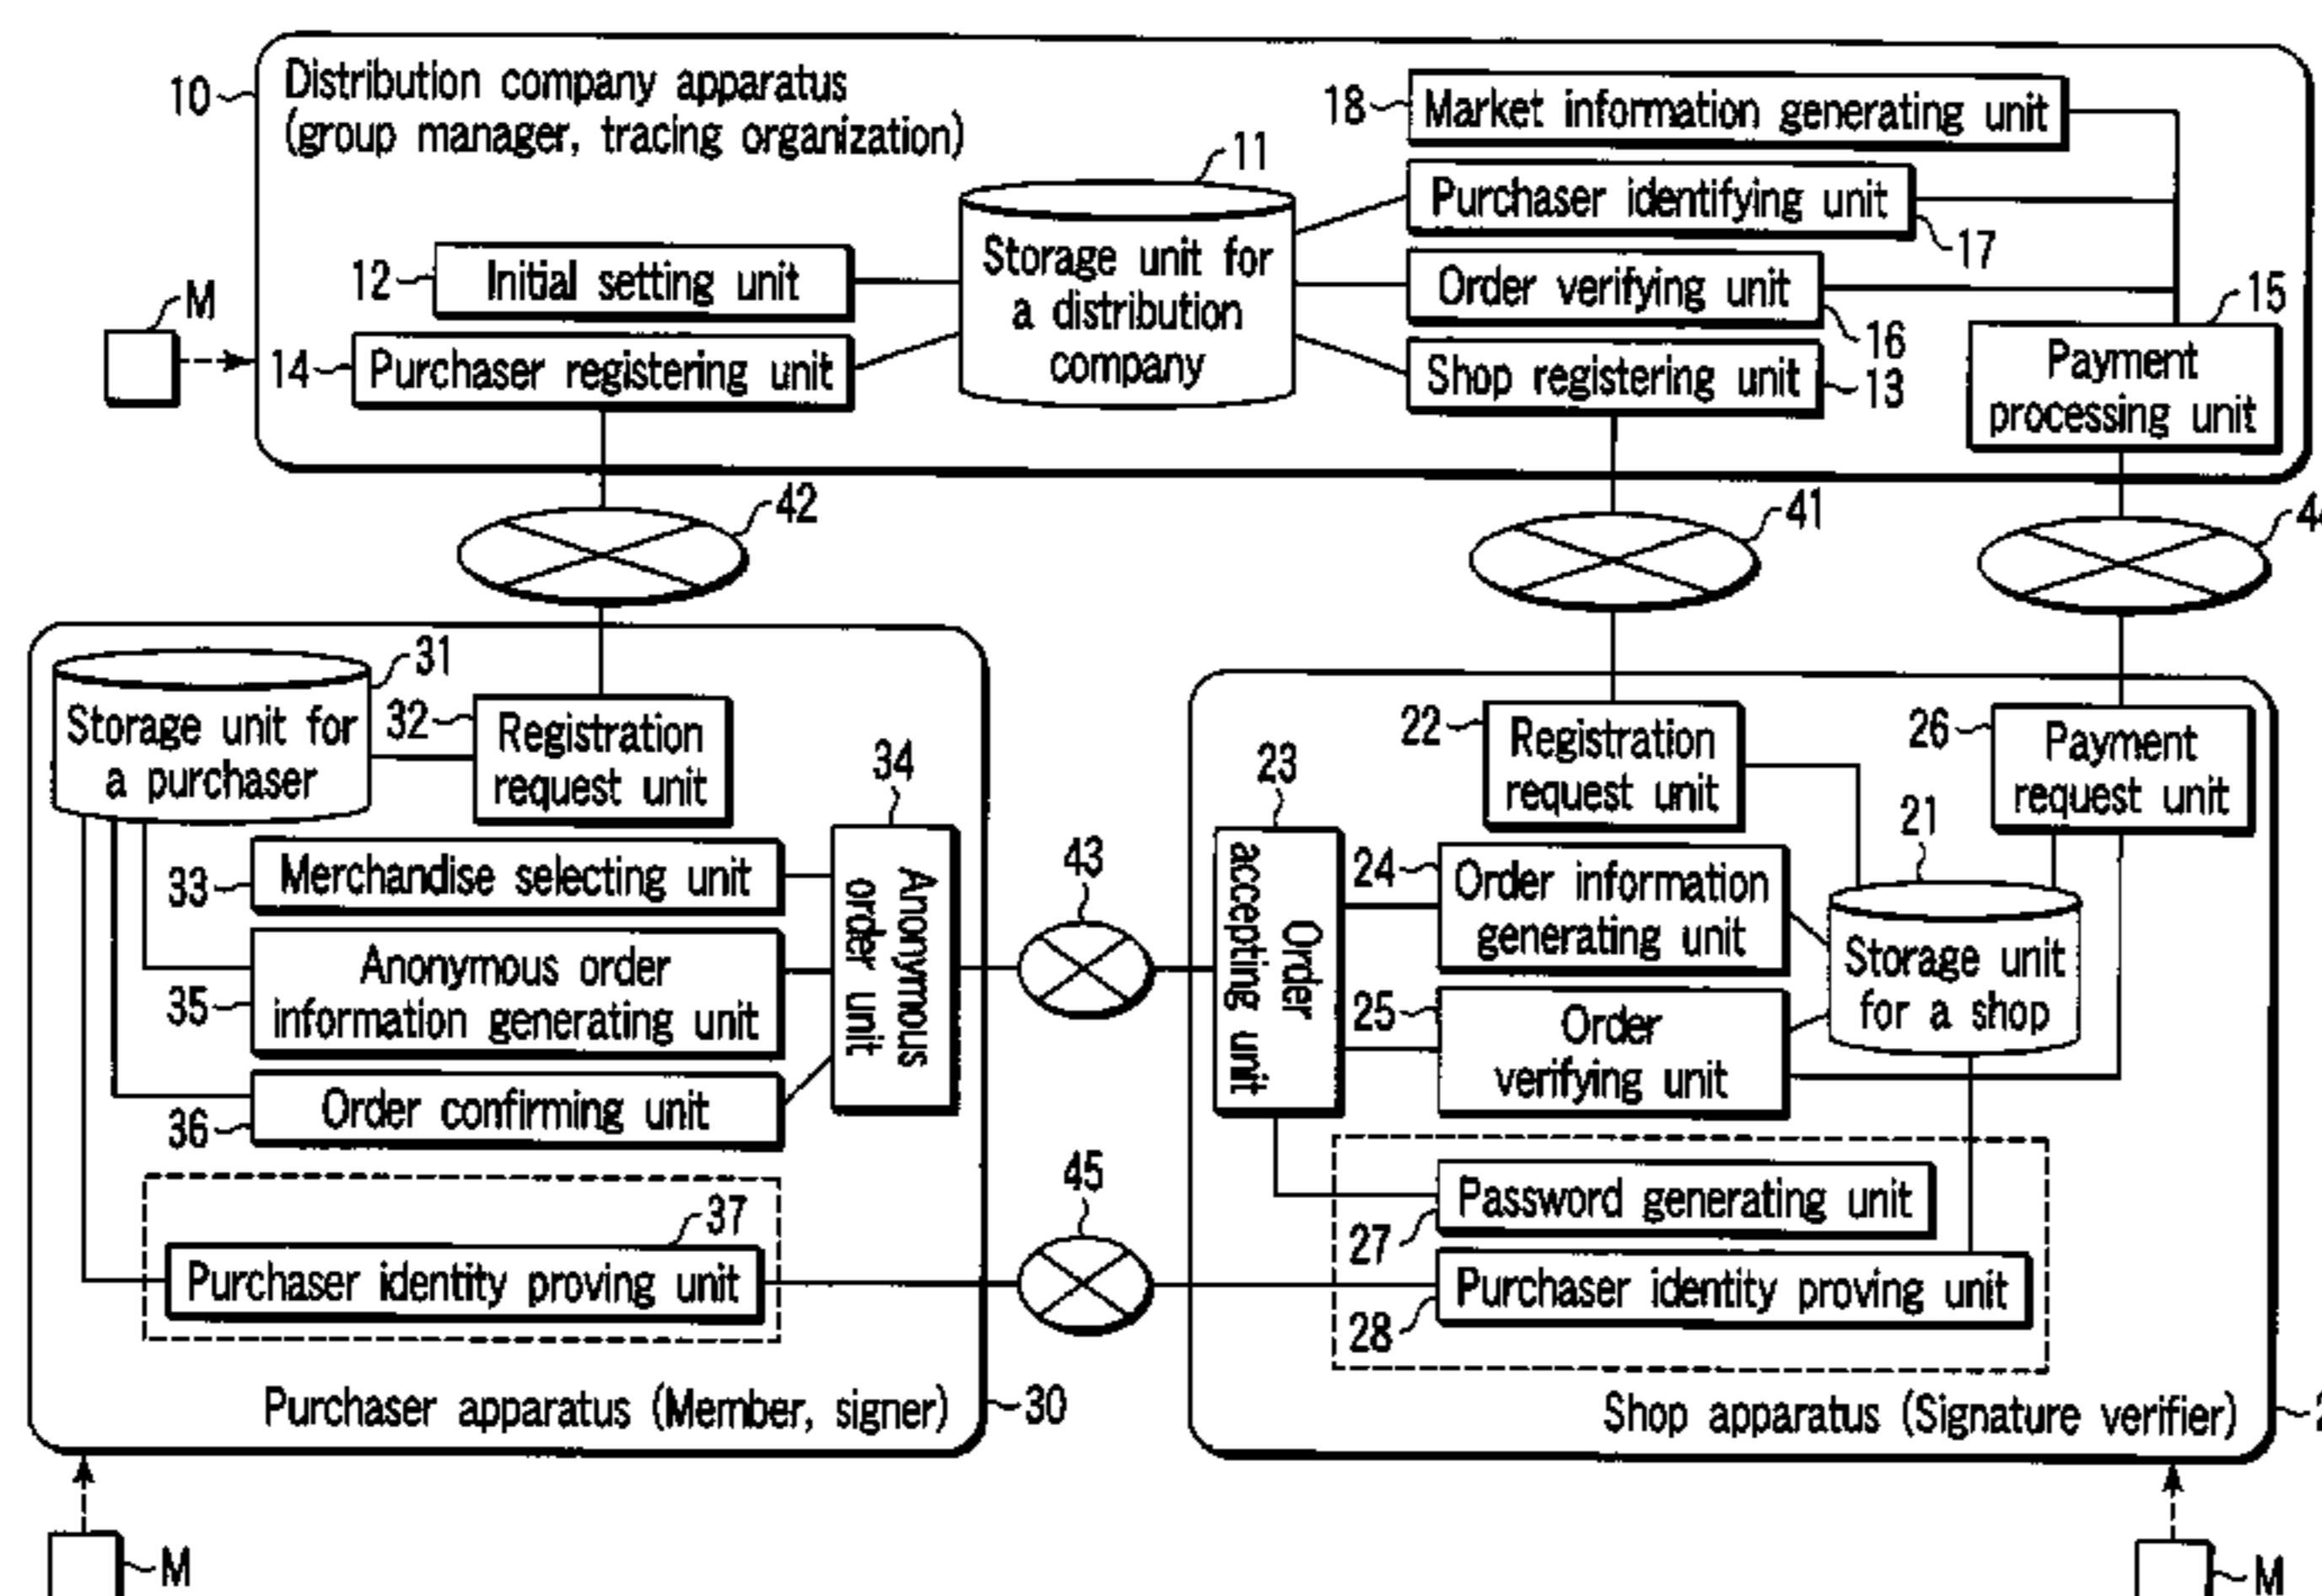 10
Distribution company apparatus
(group manager, tracing organization)
11
18
Market information generating unit
Purchaser identifying unit
17
12
Initial setting unit
Storage unit for
a distribution
company
Order verifying unit
16
15
M
14
Purchaser registering unit
Shop registering unit
13
Payment
processing unit
42
41
31
Storage unit for
a purchaser
32
Registration
request unit
34
22
Registration
request unit
26
Payment
request unit
33
Merchandise selecting unit
Anonymous
order unit
43
23
Order
accepting unit
24
Order information
generating unit
21
Storage unit
for a shop
35
Anonymous order
information generating unit
25
Order
verifying unit
36
Order confirming unit
45
37
Purchaser identity proving unit
27
Password generating unit
28
Purchaser identity proving unit
Purchaser apparatus (Member, signer)
30
Shop apparatus (Signature verifier)
M
M